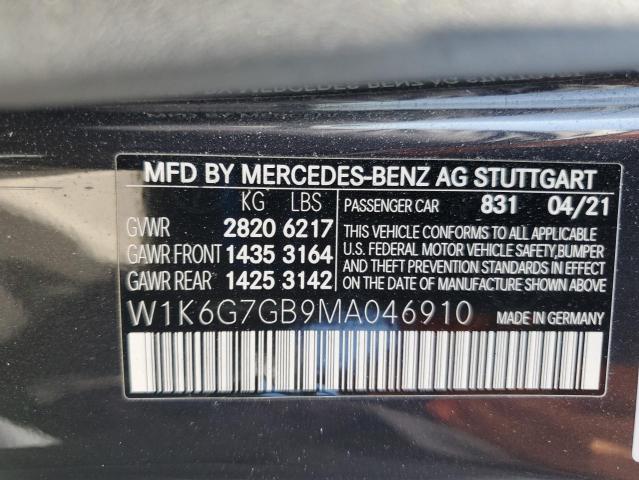 MFD BY MERCEDES-BENZ AG STUTTGART
KG LBS
GVWR 2820 6217
GAWR FRONT 1435 3164
GAWR REAR 1425 3142
PASSENGER CAR 831 04/21
THIS VEHICLE CONFORMS TO ALL APPLICABLE
U.S. FEDERAL MOTOR VEHICLE SAFETY, BUMPER
AND THEFT PREVENTION STANDARDS IN EFFECT
ON DATE OF MANUFACTURE SHOWN ABOVE.
W1K6G7GB9MA046910 MADE IN GERMANY